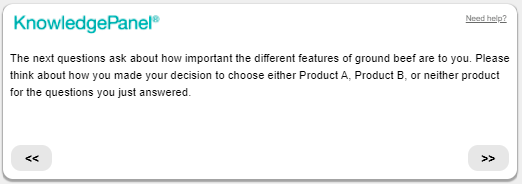 KnowledgePanel®
Need help?
The next questions ask about how important the different features of ground beef are to you. Please
think about how you made your decision to choose either Product A, Product B, or neither product
for the questions you just answered.
<<
>>